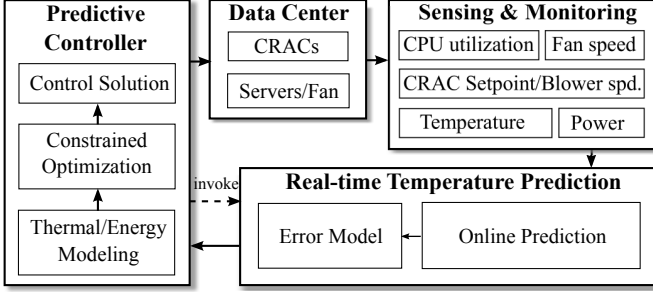 Predictive
Controller
Control Solution
Constrained
Optimization
Thermal/Energy
Modeling
Data Center
CRACs
Servers/Fan
Sensing & Monitoring
CPU utilization
Fan speed
CRAC Setpoint/Blower spd.
Temperature
Power
invoke
Real-time Temperature Prediction
Error Model
Online Prediction